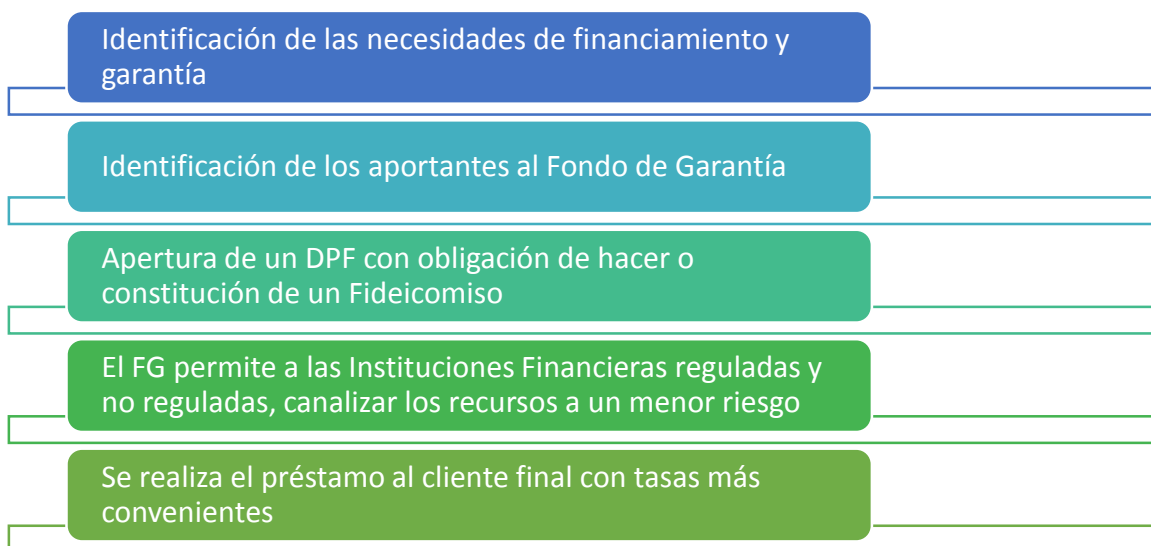 Identificación de las necesidades de financiamiento y
garantía
Identificación de los aportantes al Fondo de Garantía
Apertura de un DPF con obligación de hacer o
constitución de un Fideicomiso
El FG permite a las Instituciones Financieras reguladas y
no reguladas, canalizar los recursos a un menor riesgo
Se realiza el préstamo al cliente final con tasas más
convenientes